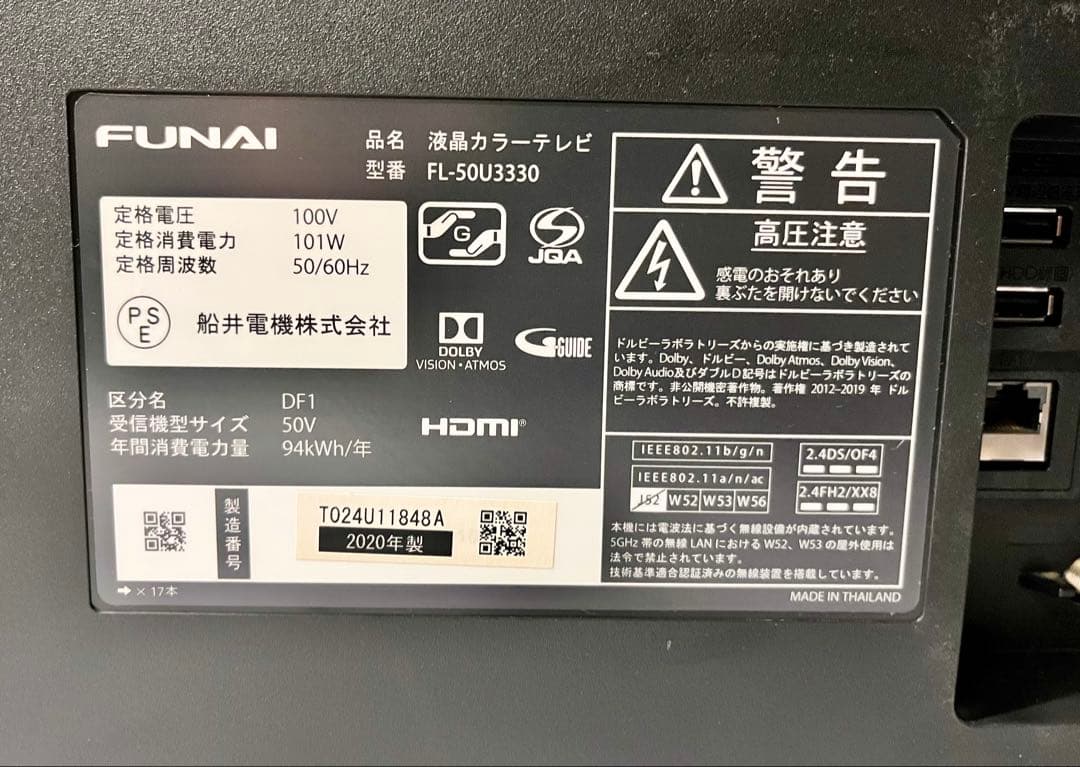 FUNAI
品名 液晶カラーテレビ
型番 FL-50U3330
定格電圧 100V
定格消費電力 101W
定格周波数 50/60Hz
PSE 船井電機株式会社
G
JQA
DOLBY
VISION・ATMOS
G-GUIDE
区分名 DF1
受信機型サイズ 50V
年間消費電力量 94kWh/年
HDMI®
製造番号
T024U11848A
2020年製
➡ × 17本
警告
高圧注意
感電のおそれあり
裏ぶたを開けないでください
ドルビーラボラトリーズからの実施権に基づき製造されて
います。Dolby、ドルビー、Dolby Atmos、Dolby Vision、
Dolby Audio及びダブルD記号はドルビーラボラトリーズの
商標です。非公開機密著作物。著作権 2012-2019 年 ドル
ビーラボラトリーズ。不許複製。
IEEE802.11b/g/n
2.4DS/OF4
IEEE802.11a/n/ac
J52 W52 W53 W56
2.4FH2/XX8
本機には電波法に基づく無線設備が内蔵されています。
5GHz 帯の無線 LAN における W52、W53 の屋外使用は
法令で禁止されています。
技術基準適合認証済みの無線装置を搭載しています。
MADE IN THAILAND